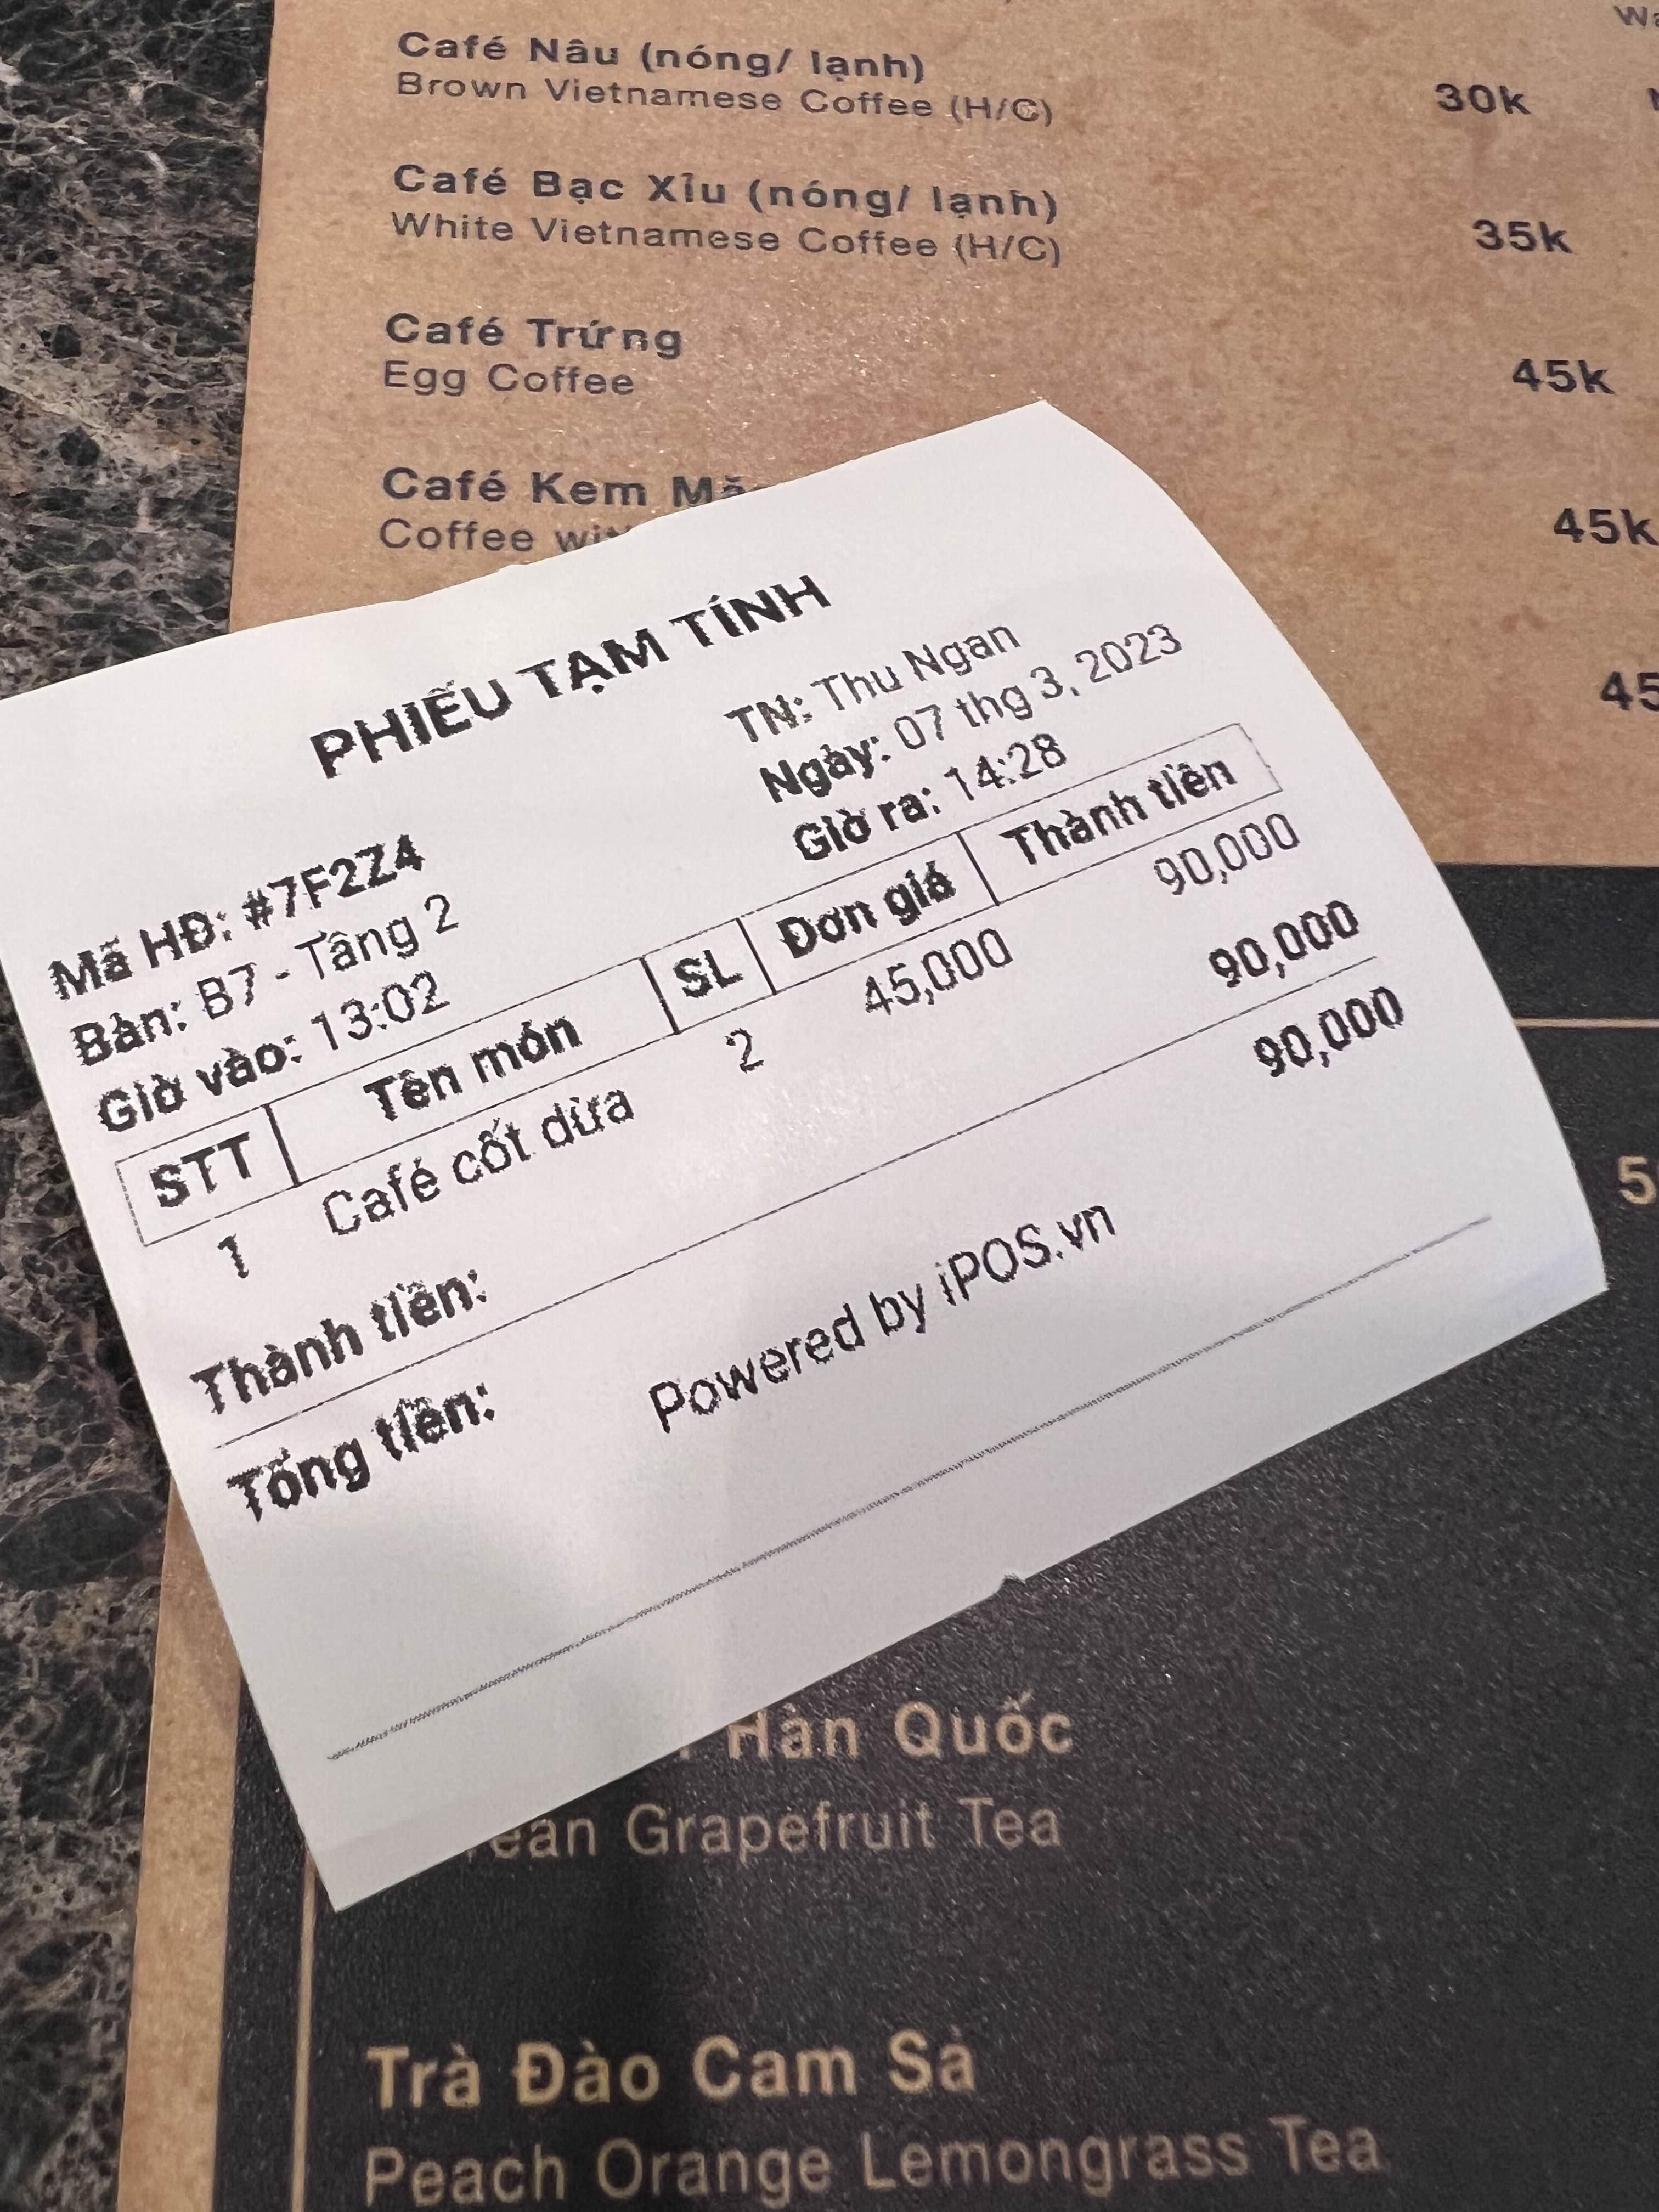 Café Nâu (nóng/ lạnh)
Brown Vietnamese Coffee (H/C)
30k
Café Bạc Xỉu (nóng/ lạnh)
White Vietnamese Coffee (H/C)
35k
Café Trứng
Egg Coffee
45k
Café Kem
Coffee
45k
45
PHIẾU TẠM TÍNH
TN: Thu Ngan
Mã HĐ: #7F2Z4
Ngày: 07 thg 3, 2023
Bàn: B7 - Tầng 2
Giờ ra: 14:28
Giờ vào: 13:02
STT Tên món SL Đơn giá Thành tiền
1 Café cốt dừa 2 45,000 90,000
Thành tiền: 90,000
Tổng tiền: 90,000
Powered by iPOS.vn
Hàn Quốc
Grapefruit Tea
Trà Đào Cam Sả
Peach Orange Lemongrass Tea